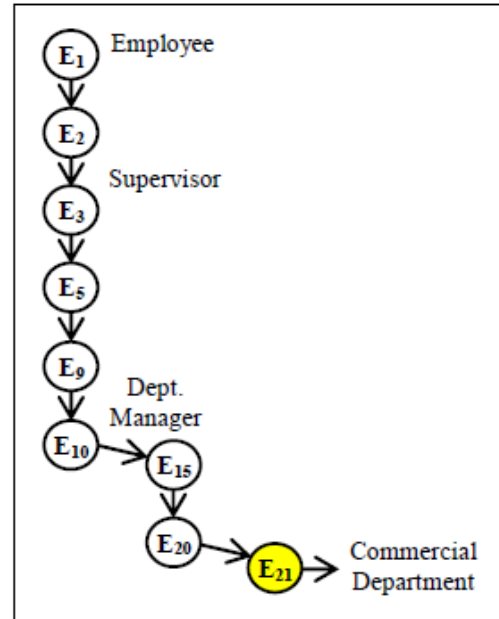 E1 Employee
E2
Supervisor
E3
E5
E9
Dept.
Manager
E10
E15
E20
E21
Commercial
Department